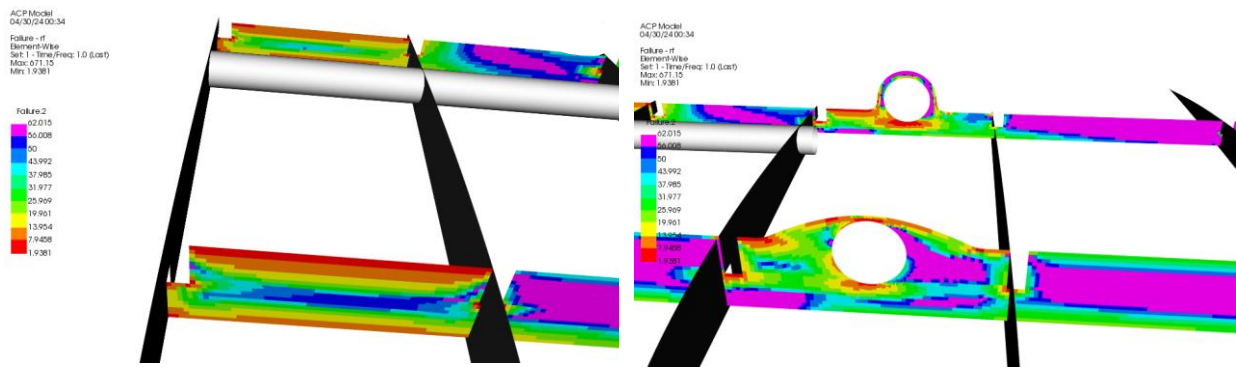 ACP Model
04/30/24 00:34
Failure - rf
Element-Wise
Set: 1 - Time/Freq: 1.0 (Last)
Max: 671.15
Min: 1.9381
Failure.2
62.015
56.008
50
43.992
37.985
31.977
25.969
19.961
13.954
7.9458
1.9381
ACP Model
04/30/24 00:34
Failure - rf
Element-Wise
Set: 1 - Time/Freq: 1.0 (Last)
Max: 671.15
Min: 1.9381
Failure.2
62.015
56.008
50
43.992
37.985
31.977
25.969
19.961
13.954
7.9458
1.9381